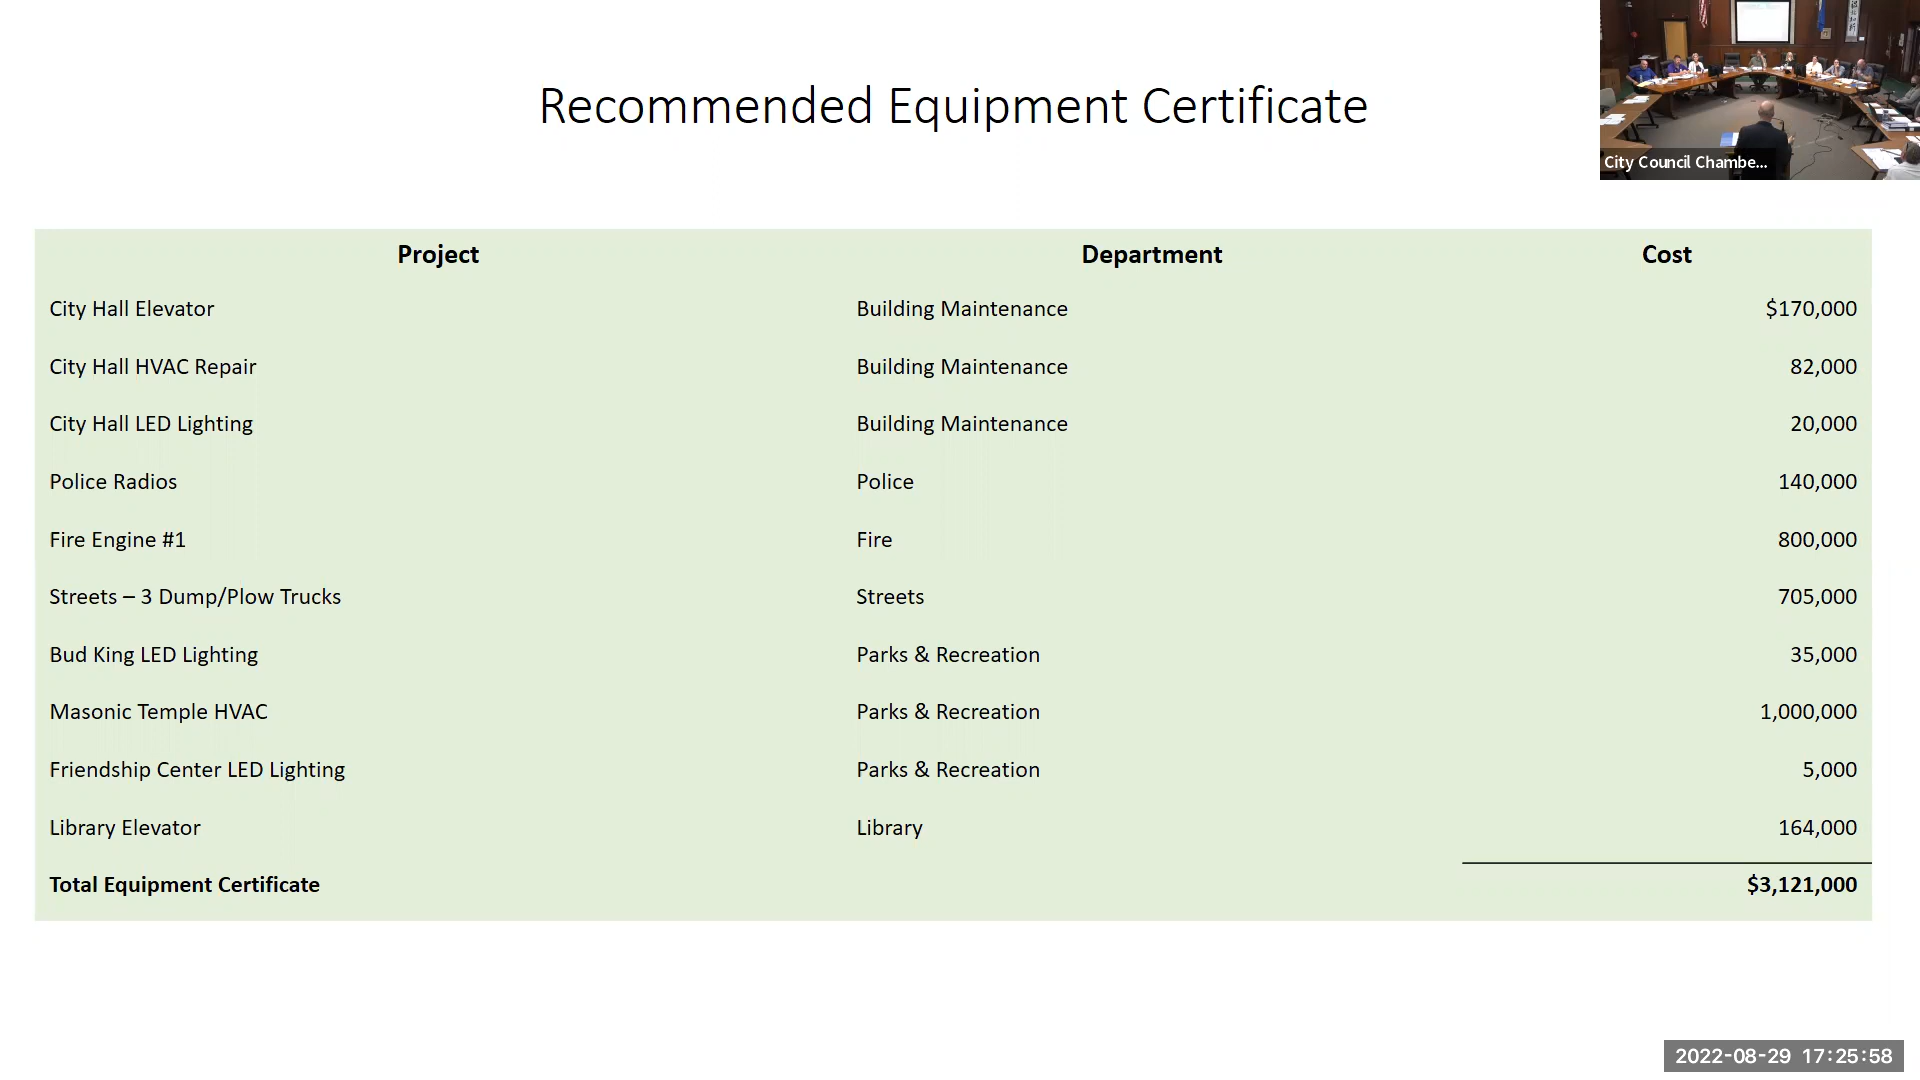 Recommended Equipment Certificate
City Council Chambe...
Project Department Cost
City Hall Elevator Building Maintenance $170,000
City Hall HVAC Repair Building Maintenance 82,000
City Hall LED Lighting Building Maintenance 20,000
Police Radios Police 140,000
Fire Engine #1 Fire 800,000
Streets – 3 Dump/Plow Trucks Streets 705,000
Bud King LED Lighting Parks & Recreation 35,000
Masonic Temple HVAC Parks & Recreation 1,000,000
Friendship Center LED Lighting Parks & Recreation 5,000
Library Elevator Library 164,000
Total Equipment Certificate $3,121,000
2022-08-29 17:25:58